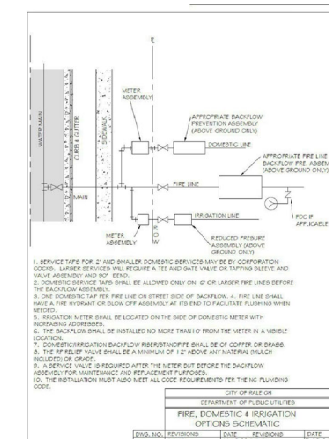 WATER MAIN
CURB & GUTTER
SIDEWALK
METER
ASSEMBLY
APPROPRIATE BACKFLOW
PREVENTION ASSEMBLY
(ABOVE GROUND ONLY)
DOMESTIC LINE
APPROPRIATE FIRE LINE
BACKFLOW PRE. ASSEM
(ABOVE GROUND ONLY)
FIRE LINE
IRRIGATION LINE
FDC IF
APPLICABLE
METER
ASSEMBLY
R
O
W
REDUCED PRESSURE
ASSEMBLY (ABOVE
GROUND ONLY)
1. SERVICE TAPS FOR 2" AND SMALLER DOMESTIC SERVICES MAY BE BY CORPORATION
COCKS. LARGER SERVICES WILL REQUIRE A TEE AND GATE VALVE OR TAPPING SLEEVE AND
VALVE ASSEMBLY AND 90° BEND.
2. DOMESTIC SERVICE TAPS SHALL BE ALLOWED ONLY ON OR LARGER FIRE LINES BEFORE
THE BACKFLOW ASSEMBLY.
3. ONE DOMESTIC TAP PER FIRE LINE ON STREET SIDE OF BACKFLOW. 4. FIRE LINE SHALL
HAVE A FIRE HYDRANT OR BLOW OFF ASSEMBLY AT ITS END TO FACILITATE FLUSHING WHEN
NEEDED.
5. IRRIGATION METER SHALL BE LOCATED ON THE SIDE OF DOMESTIC METER WITH
INCREASING ADDRESSES.
6. THE BACKFLOW SHALL BE INSTALLED NO MORE THAN FROM THE METER IN A VISIBLE
LOCATION.
7. DOMESTIC/IRRIGATION BACKFLOW RISER/STANDPIPE SHALL BE OF COPPER OR BRASS.
8. THE RP RELIEF VALVE SHALL BE A MINIMUM OF 12" ABOVE ANY MATERIAL (MULCH
INCLUDED) OR GRADE.
9. A SERVICE VALVE IS REQUIRED AFTER THE METER BUT BEFORE THE BACKFLOW
ASSEMBLY FOR MAINTENANCE AND REPLACEMENT PURPOSES.
10. THE INSTALLATION MUST ALSO MEET ALL CODE REQUIREMENTS PER THE NC PLUMBING
CODE.
CITY OF RALEIGH
DEPARTMENT OF PUBLIC UTILITIES
FIRE, DOMESTIC & IRRIGATION
OPTIONS SCHEMATIC
DWG. NO. REVISIONS DATE REVISIONS DATE